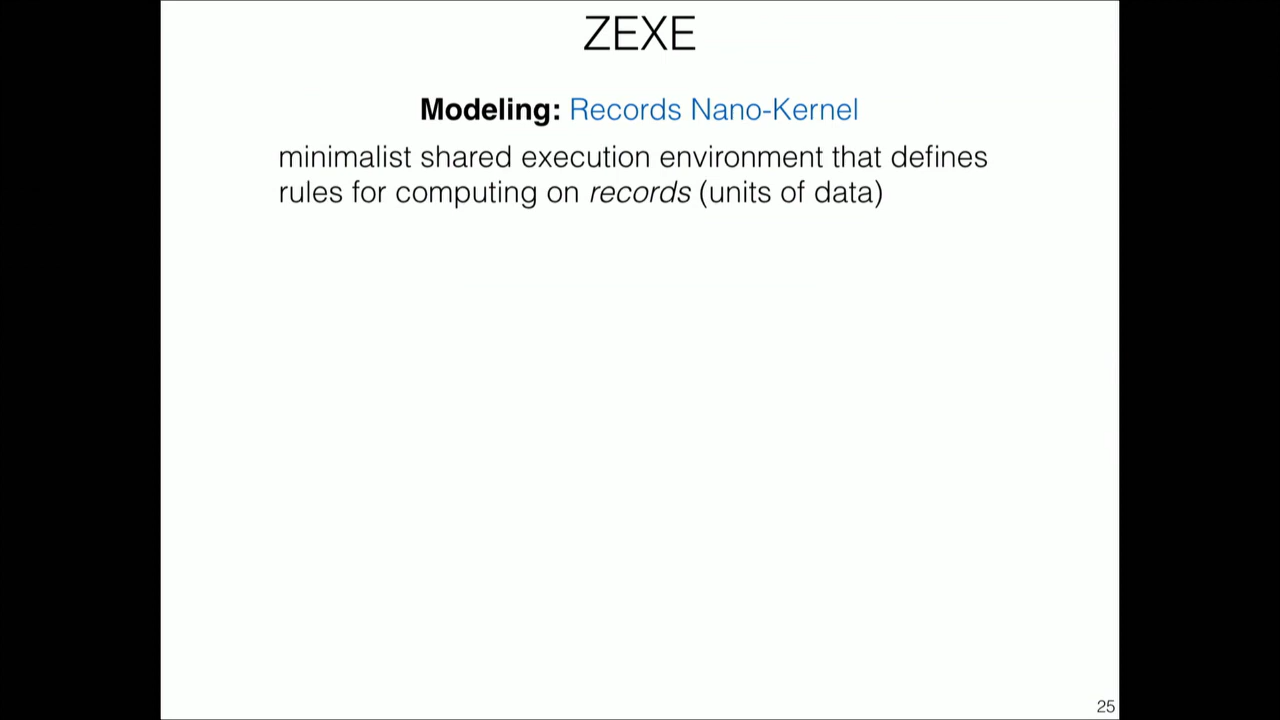 ZEXE
Modeling: Records Nano-Kernel
minimalist shared execution environment that defines
rules for computing on records (units of data)
25